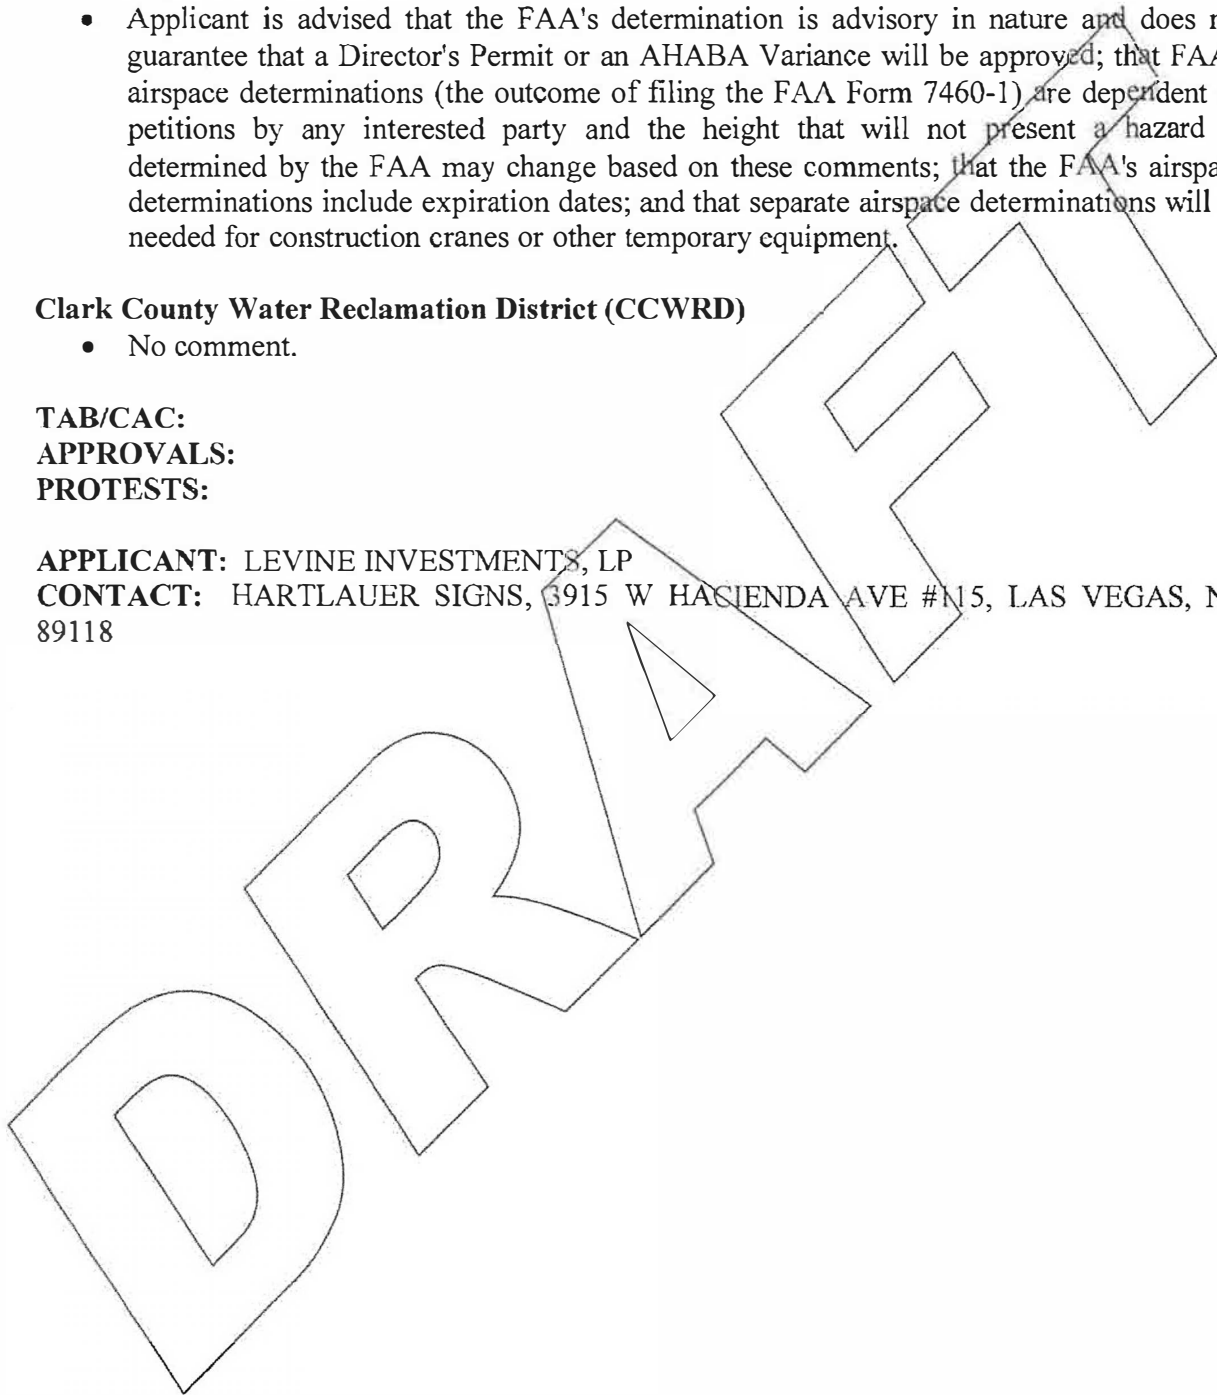 • Applicant is advised that the FAA's determination is advisory in nature and does
guarantee that a Director's Permit or an AHABA Variance will be approved; that
airspace determinations (the outcome of filing the FAA Form 7460-1) are dependent
petitions by any interested party and the height that will not present a hazard
determined by the FAA may change based on these comments; that the FAA's
determinations include expiration dates; and that separate airspace determinations will
needed for construction cranes or other temporary equipment.
Clark County Water Reclamation District (CCWRD)
• No comment.
TAB/CAC:
APPROVALS:
PROTESTS:
APPLICANT: LEVINE INVESTMENTS, LP
CONTACT: HARTLAUER SIGNS, 3915 W HACIENDA AVE #115, LAS VEGAS,
89118
DRAFT